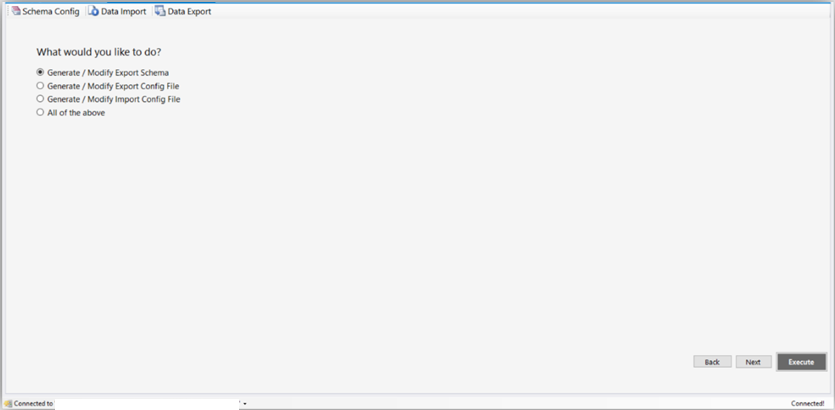 Schema Config Data Import Data Export
What would you like to do?
Generate / Modify Export Schema
Generate / Modify Export Config File
Generate / Modify Import Config File
All of the above
Back Next Execute
Connected to Connected!